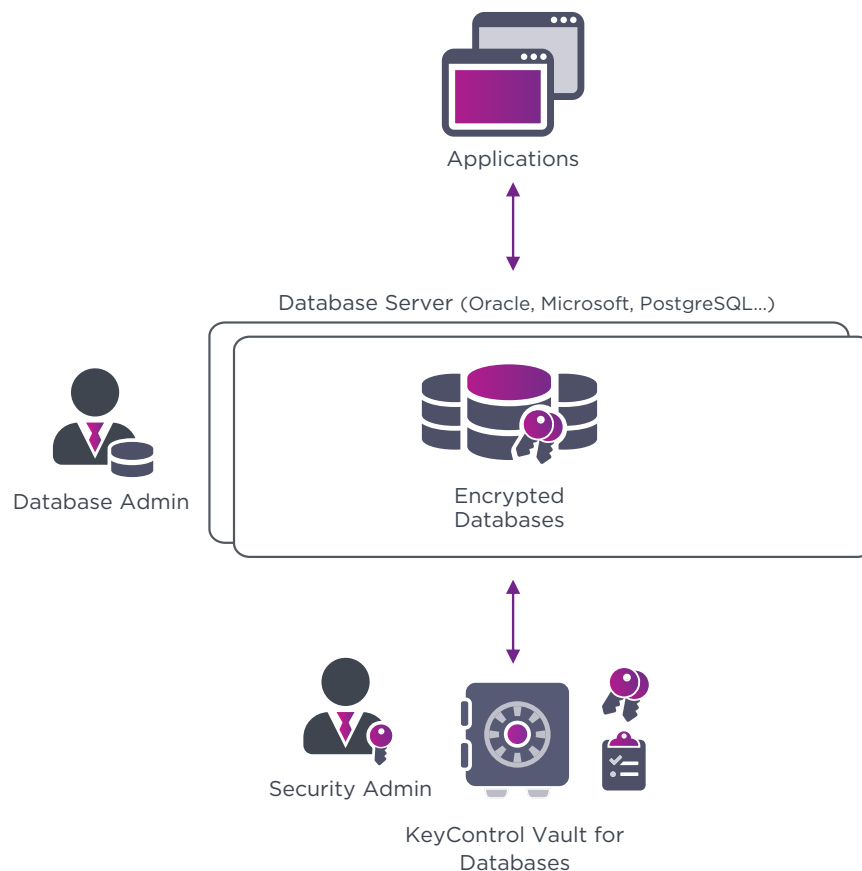 Applications
Database Server (Oracle, Microsoft, PostgreSQL...)
Database Admin
Encrypted
Databases
Security Admin
KeyControl Vault for
Databases